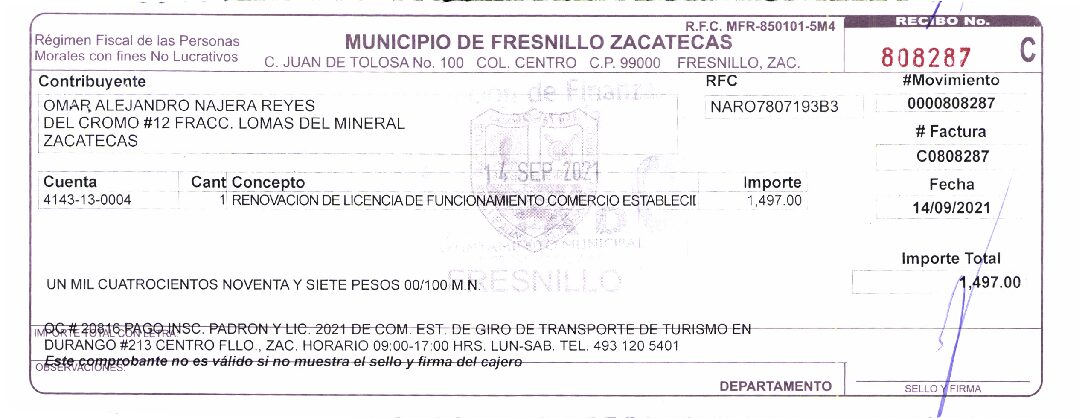 R.F.C. MFR-850101-5M4
RECIBO No.
Régimen Fiscal de las Personas
Morales con fines No Lucrativos
MUNICIPIO DE FRESNILLO ZACATECAS
C. JUAN DE TOLOSA No. 100 COL. CENTRO C.P. 99000 FRESNILLO, ZAC.
808287 C
Contribuyente
RFC
#Movimiento
OMAR ALEJANDRO NAJERA REYES
DEL CROMO #12 FRACC. LOMAS DEL MINERAL
ZACATECAS
NARO7807193B3
0000808287
# Factura
C0808287
de Finanzas
14 SEP 2021
Cuenta Cant Concepto Importe
Fecha
4143-13-0004 1 RENOVACION DE LICENCIA DE FUNCIONAMIENTO COMERCIO ESTABLECI 1,497.00
14/09/2021
MUNICIPAL
FRESNILLO
Importe Total
1,497.00
UN MIL CUATROCIENTOS NOVENTA Y SIETE PESOS 00/100 M.N.
IMPORTE TOTAL CON LETRA
OC # 20816 PAGO INSC. PADRON Y LIC. 2021 DE COM. EST. DE GIRO DE TRANSPORTE DE TURISMO EN
DURANGO #213 CENTRO FLLO , ZAC. HORARIO 09:00-17:00 HRS. LUN-SAB. TEL. 493 120 5401
Este comprobante no es válido si no muestra el sello y firma del cajero
OBSERVACIONES:
DEPARTAMENTO
SELLO Y FIRMA